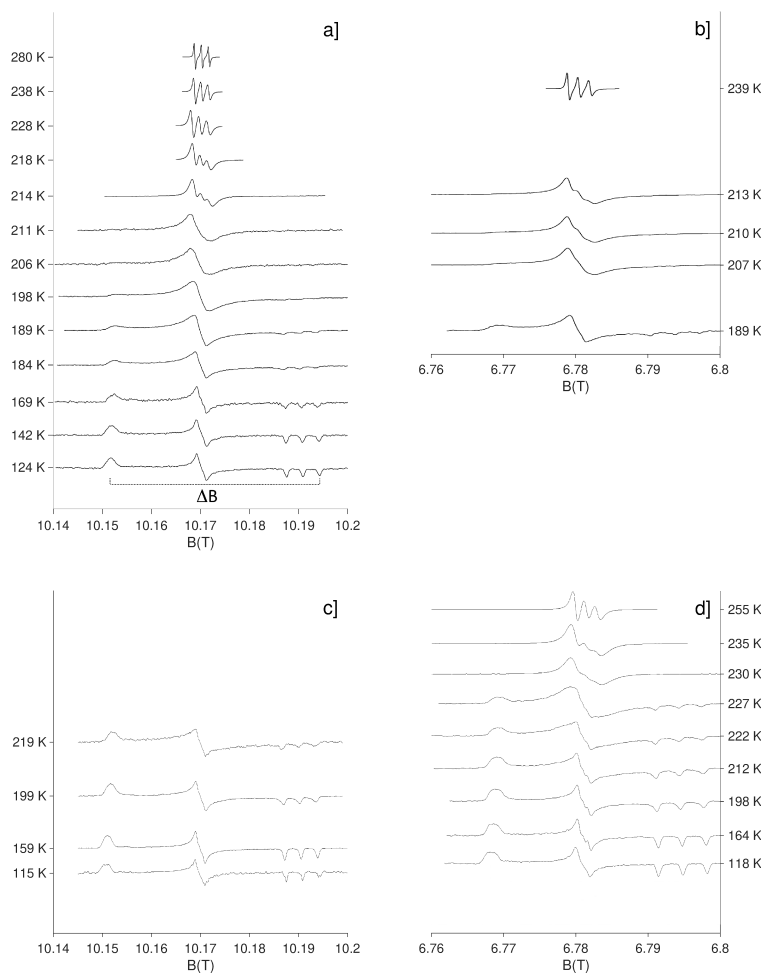 a]
280 K
238 K
228 K
218 K
214 K
211 K
206 K
198 K
189 K
184 K
169 K
142 K
124 K
ΔB
10.14 10.15 10.16 10.17 10.18 10.19 10.2
B(T)
b]
239 K
213 K
210 K
207 K
189 K
6.76 6.77 6.78 6.79 6.8
B(T)
c]
219 K
199 K
159 K
115 K
10.14 10.15 10.16 10.17 10.18 10.19 10.2
B(T)
d]
255 K
235 K
230 K
227 K
222 K
212 K
198 K
164 K
118 K
6.76 6.77 6.78 6.79 6.8
B(T)